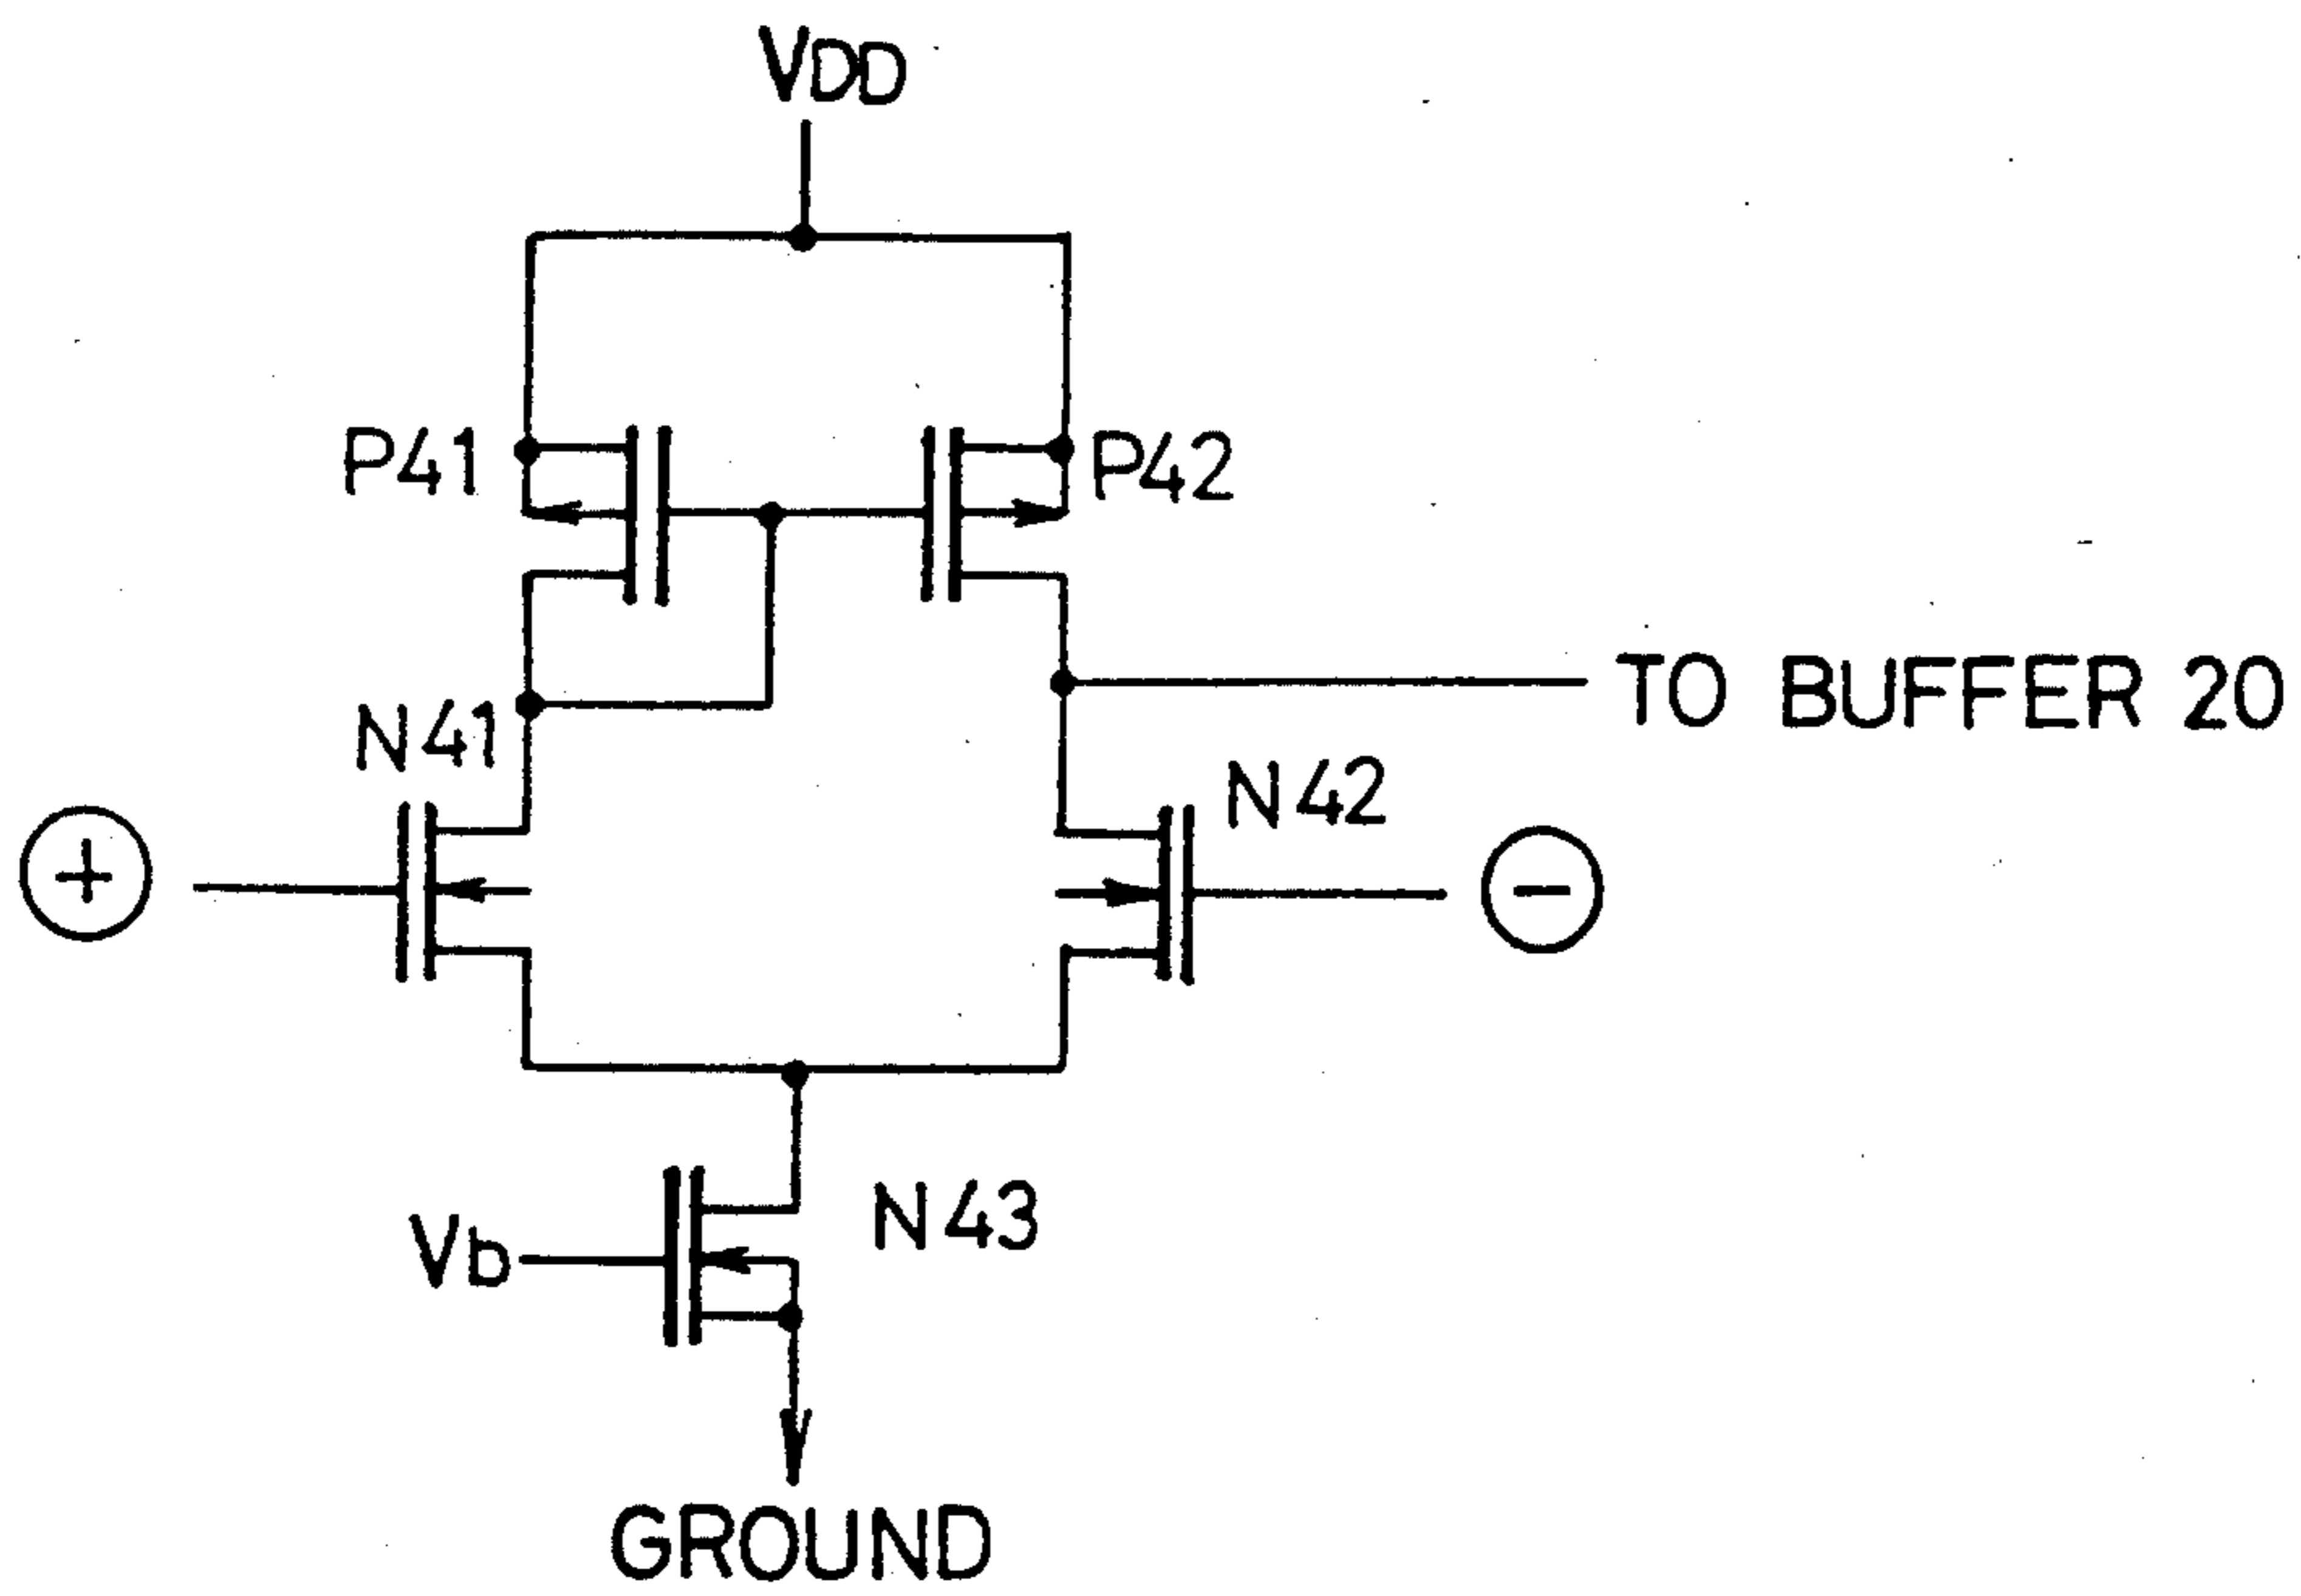 VDD
P41
P42
TO BUFFER 20
N41
N42
+
−
N43
Vb
GROUND